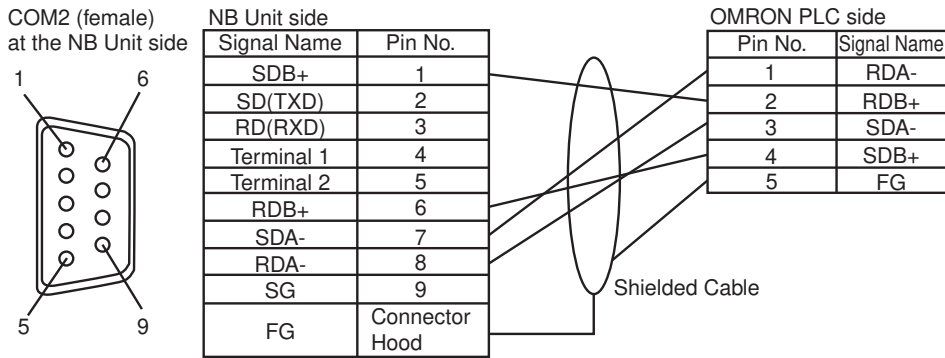 COM2 (female)
at the NB Unit side
1 6
5 9
NB Unit side
Signal Name Pin No.
SDB+ 1
SD(TXD) 2
RD(RXD) 3
Terminal 1 4
Terminal 2 5
RDB+ 6
SDA- 7
RDA- 8
SG 9
FG Connector
Hood
Shielded Cable
OMRON PLC side
Pin No. Signal Name
1 RDA-
2 RDB+
3 SDA-
4 SDB+
5 FG